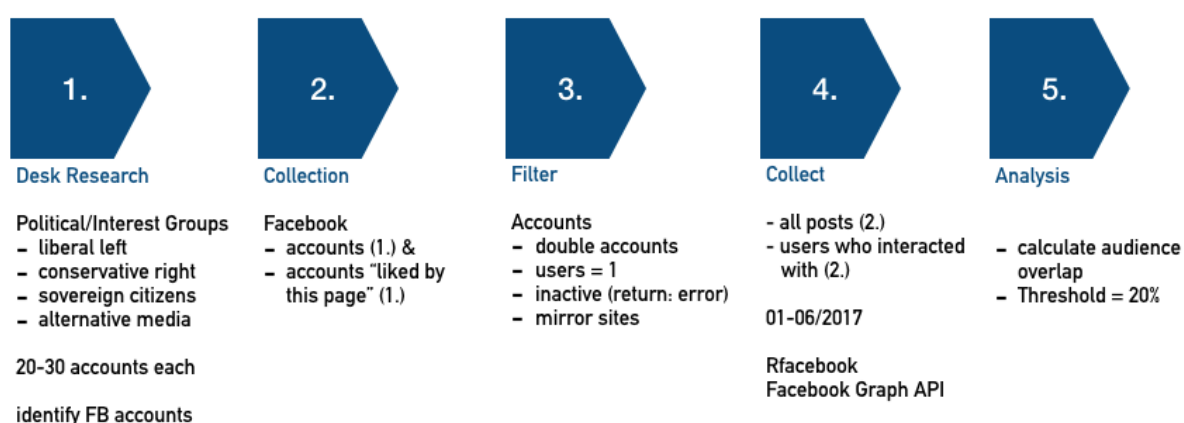 1.
Desk Research
Political/Interest Groups
– liberal left
– conservative right
– sovereign citizens
– alternative media
20-30 accounts each
identify FB accounts
2.
Collection
Facebook
– accounts (1.) &
– accounts “liked by
this page” (1.)
3.
Filter
Accounts
– double accounts
– users = 1
– inactive (return: error)
– mirror sites
4.
Collect
- all posts (2.)
- users who interacted
with (2.)
01-06/2017
Rfacebook
Facebook Graph API
5.
Analysis
– calculate audience
overlap
– Threshold = 20%